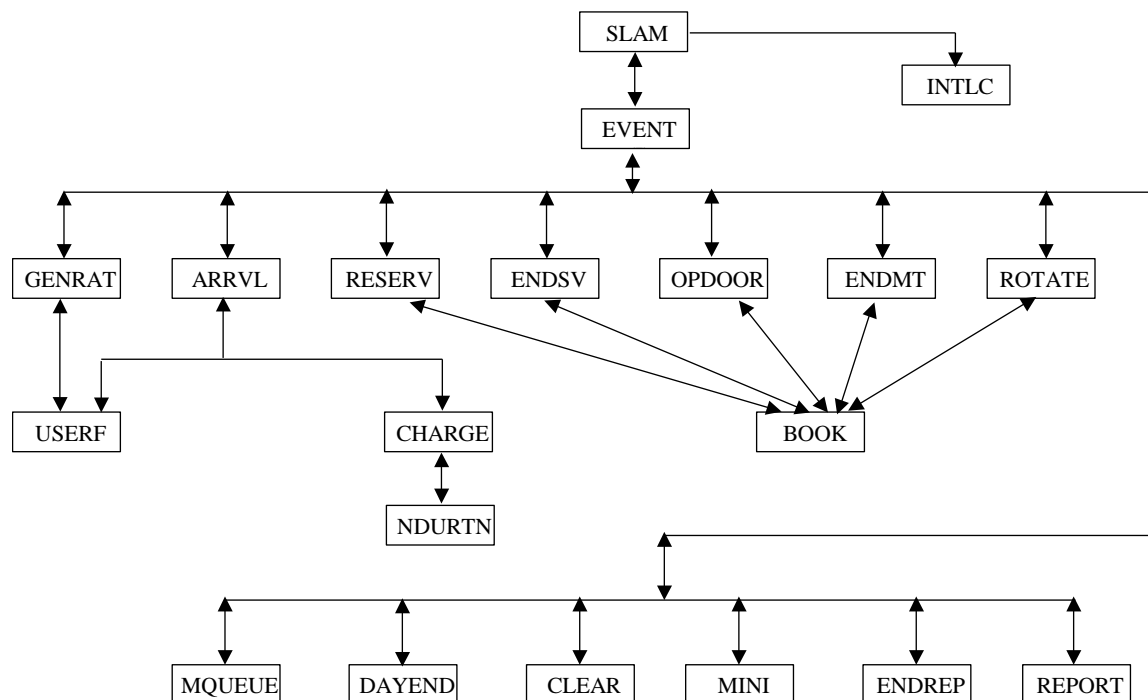 SLAM
INTLC
EVENT
GENRAT
ARRVL
RESERV
ENDSV
OPDOOR
ENDMT
ROTATE
USERF
CHARGE
BOOK
NDURTN
MQUEUE
DAYEND
CLEAR
MINI
ENDREP
REPORT